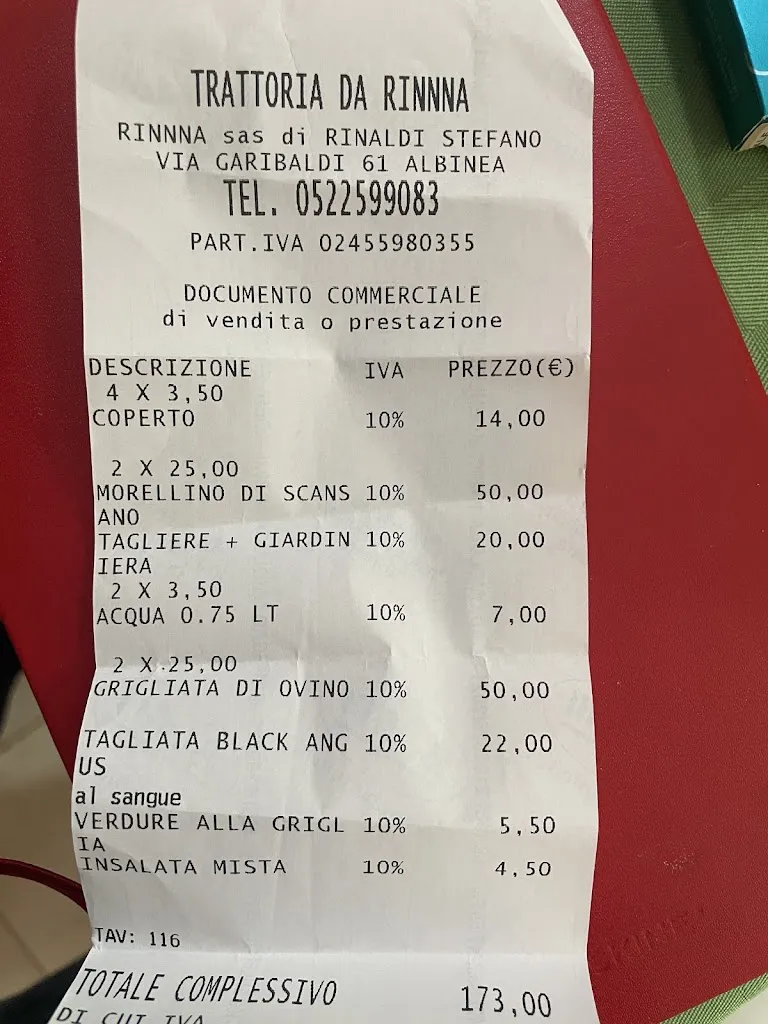 TRATTORIA DA RINNNA
RINNNA sas di RINALDI STEFANO
VIA GARIBALDI 61 ALBINEA
TEL. 0522599083
PART.IVA 02455980355
DOCUMENTO COMMERCIALE
di vendita o prestazione
DESCRIZIONE IVA PREZZO(€)
4 X 3,50
COPERTO 10% 14,00
2 X 25,00
MORELLINO DI SCANS 10% 50,00
ANO
TAGLIERE + GIARDIN 10% 20,00
IERA
2 X 3,50
ACQUA 0.75 LT 10% 7,00
2 X 25,00
GRIGLIATA DI OVINO 10% 50,00
TAGLIATA BLACK ANG 10% 22,00
US
al sangue
VERDURE ALLA GRIGL 10% 5,50
IA
INSALATA MISTA 10% 4,50
TAV: 116
TOTALE COMPLESSIVO 173,00
DI CUI IVA